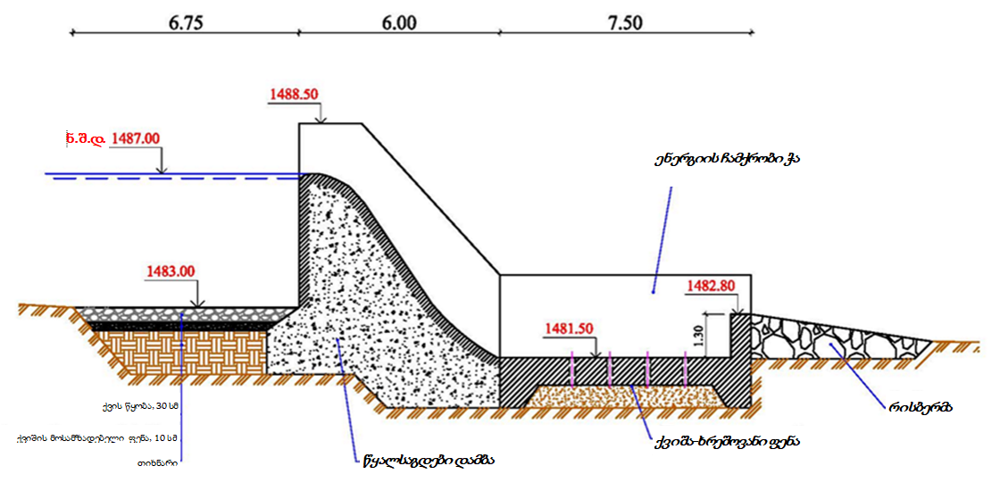 6.75 6.00 7.50
1488.50
ნ.შ.დ. 1487.00
ენერგიის ჩამქრობი ჭა
1483.00
1482.80
1481.50
1.30
ქვის წყობა, 30 სმ
რისბერმა
ქვიშის მოსამზადებელი ფენა, 10 სმ
ქვიშა-ხრეშოვანი ფენა
თიხნარი
წყალსაგდები დამბა